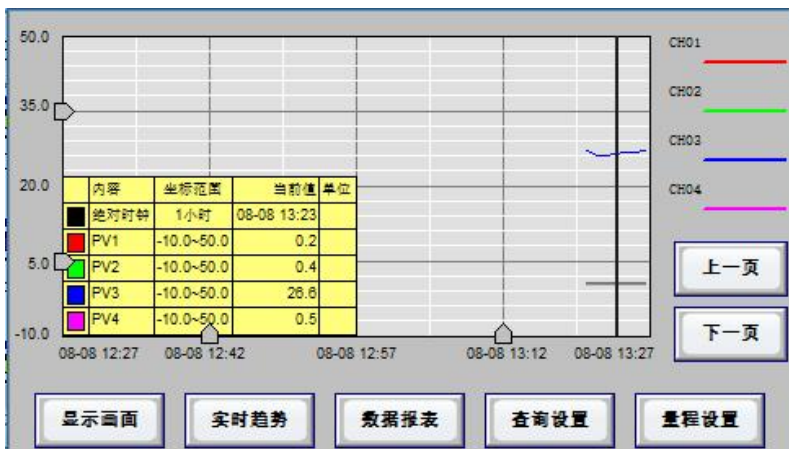 50.0
CH01
CH02
35.0
CH03
20.0
CH04
内容 坐标范围 当前值 单位
绝对时钟 1小时 08-08 13:23
PV1 -10.0~50.0 0.2
5.0
PV2 -10.0~50.0 0.4
PV3 -10.0~50.0 26.6
PV4 -10.0~50.0 0.5
-10.0
上一页
下一页
08-08 12:27 08-08 12:42 08-08 12:57 08-08 13:12 08-08 13:27
显示画面 实时趋势 数据报表 查询设置 量程设置